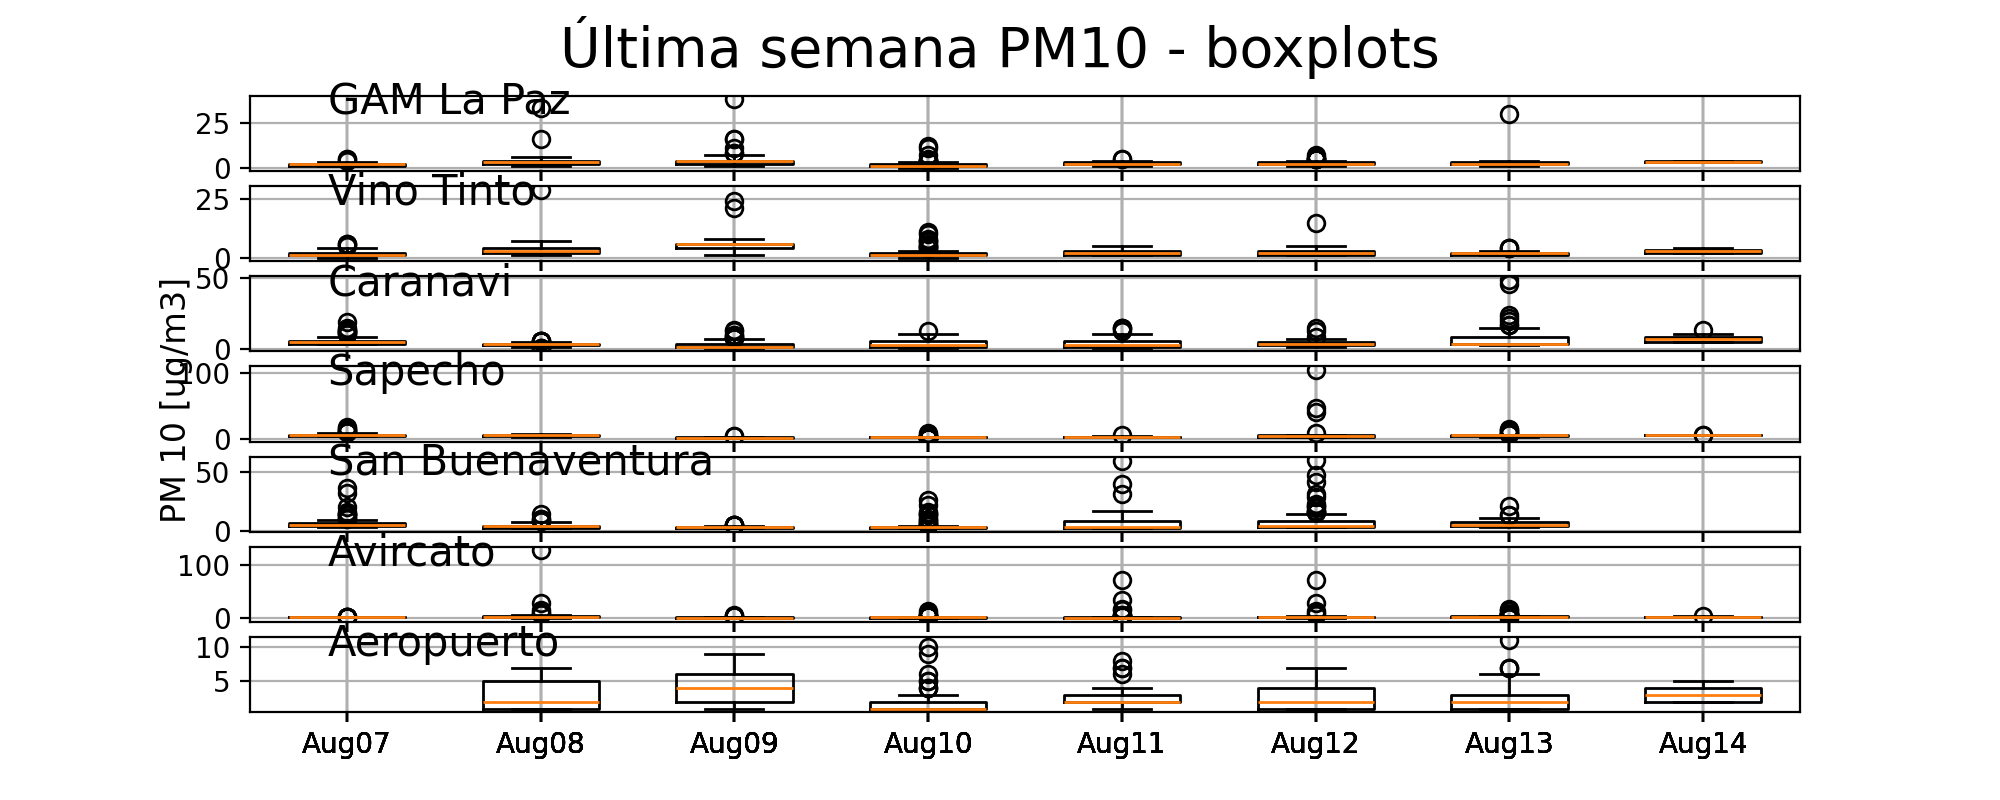 Última semana PM10 - boxplots
GAM La Paz
25
0
Vino Tinto
25
0
Caranavi
50
0
PM 10 [ug/m3]
Sapecho
100
0
San Buenaventura
50
0
Avircato
100
0
Aeropuerto
10
5
Aug07 Aug08 Aug09 Aug10 Aug11 Aug12 Aug13 Aug14